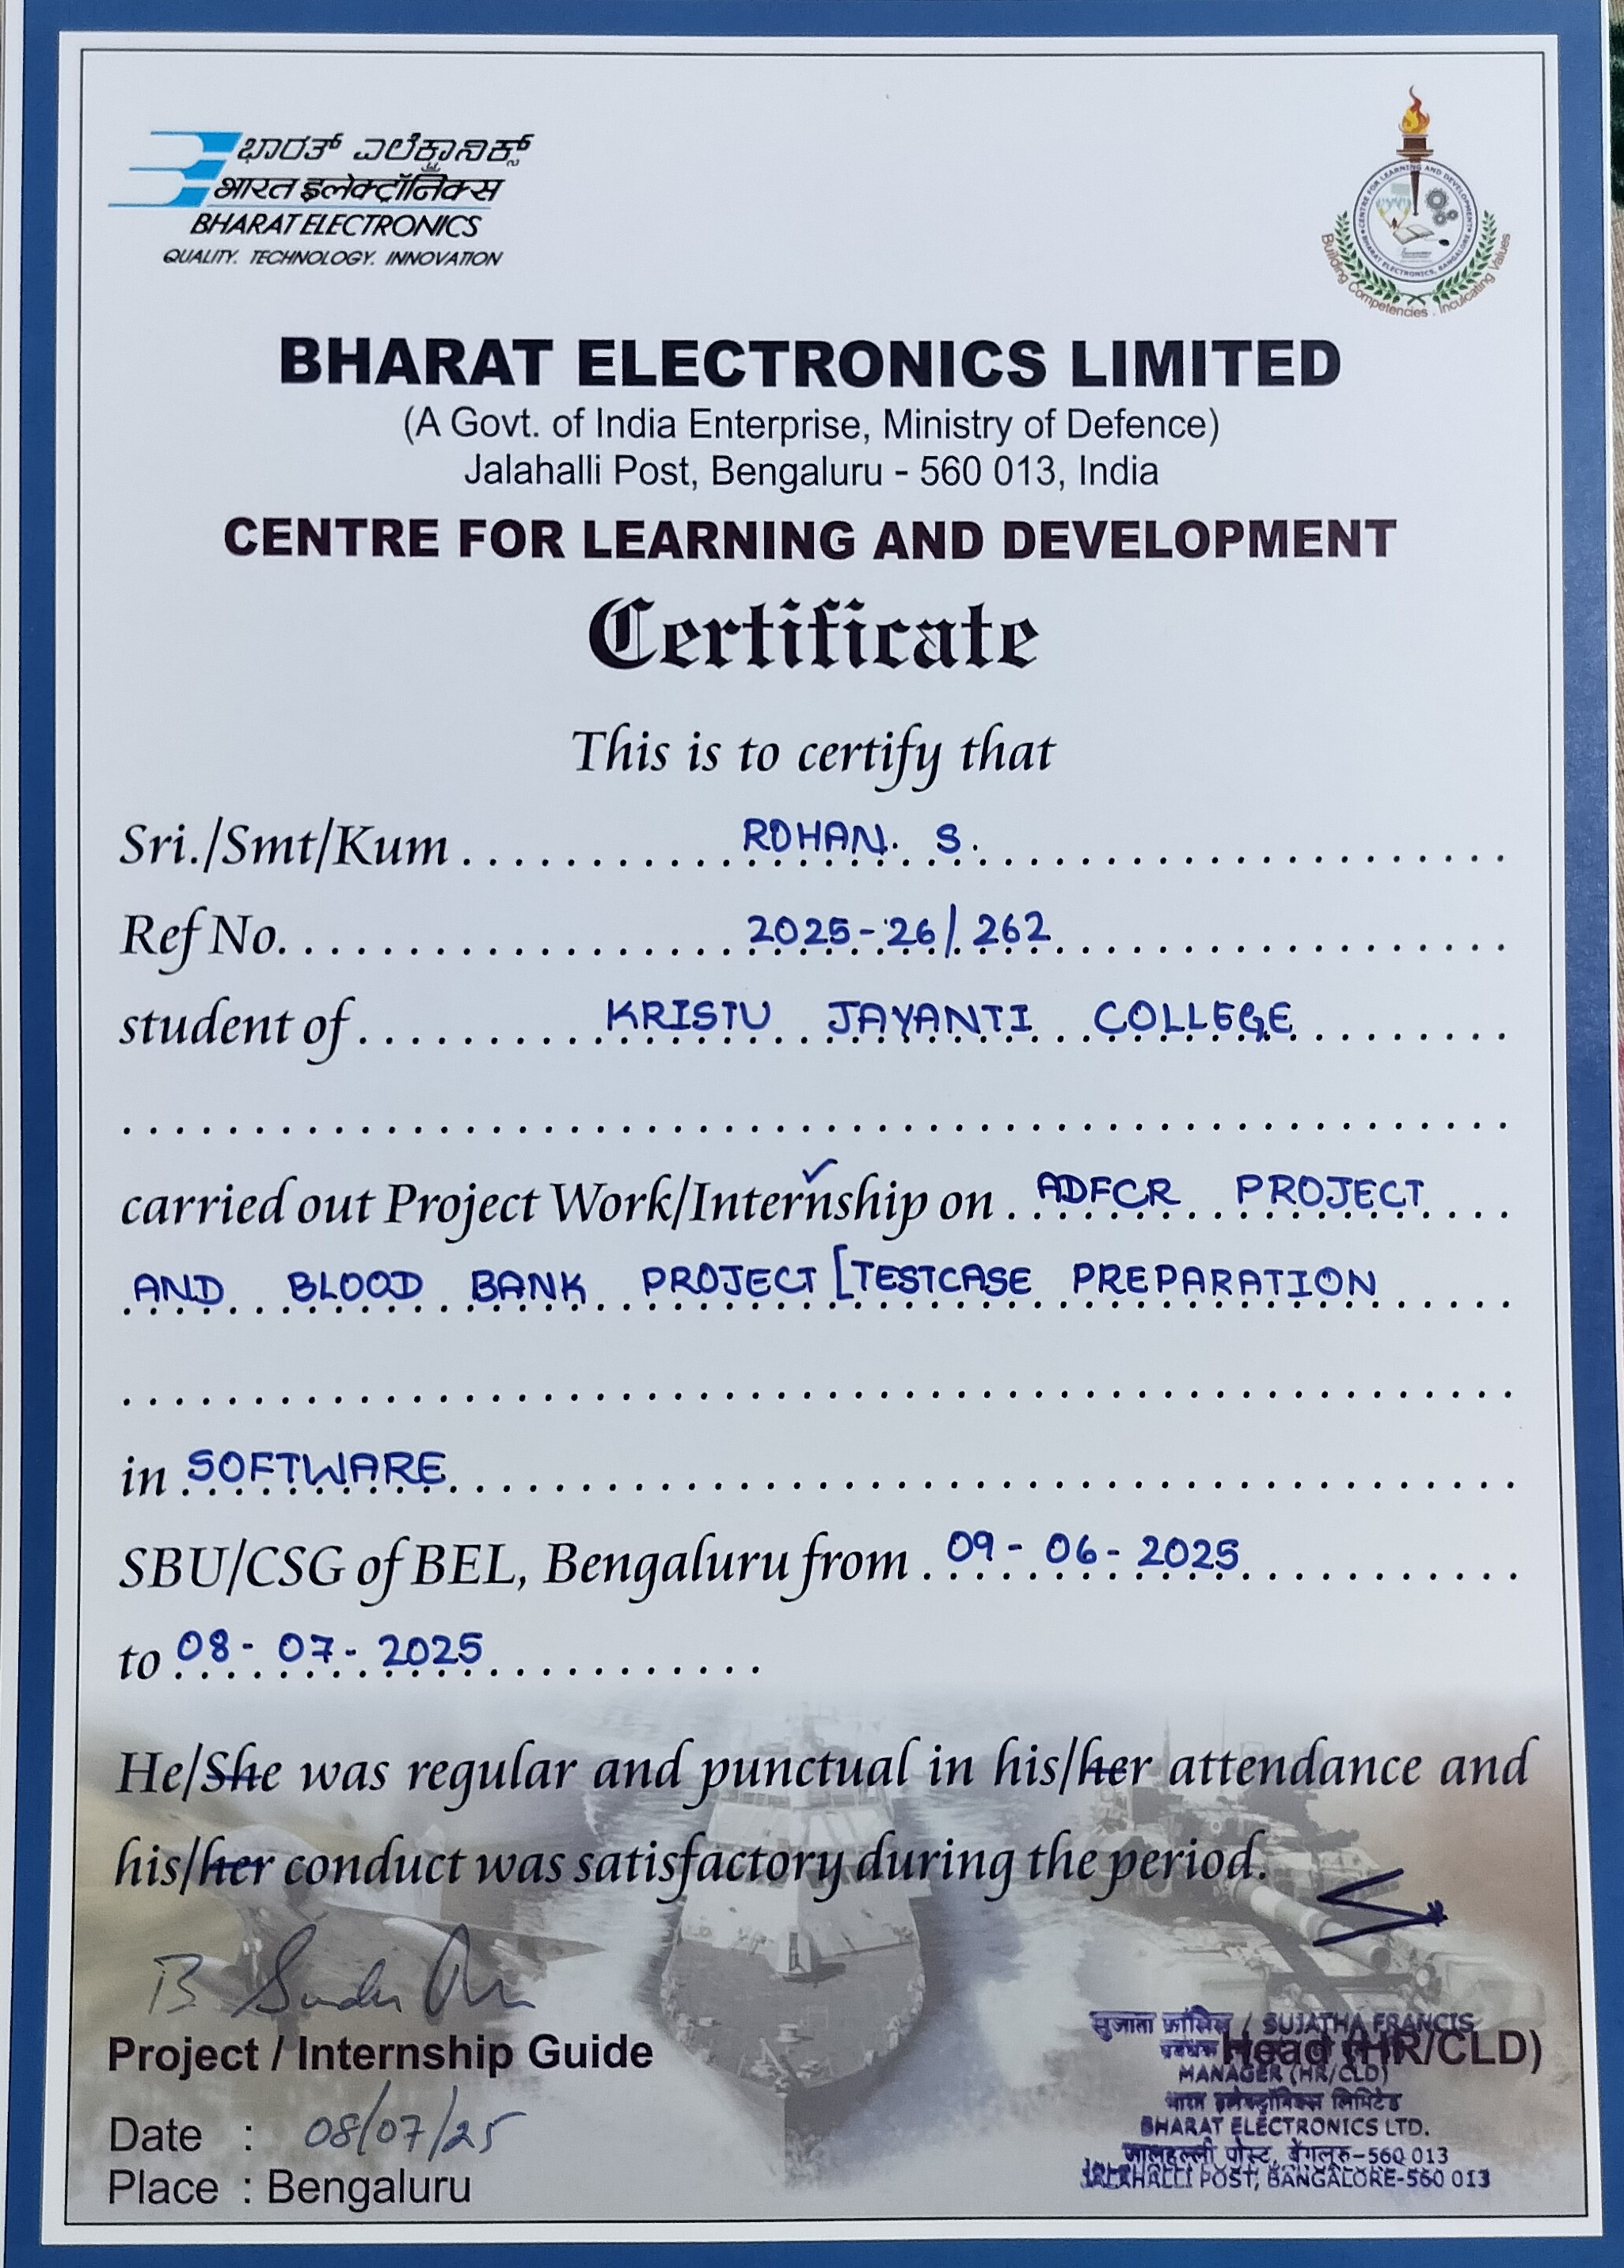 ಭಾರತ್ ಎಲೆಕ್ಟ್ರಾನಿಕ್ಸ್
भारत इलेक्ट्रॉनिक्स
BHARAT ELECTRONICS
QUALITY. TECHNOLOGY. INNOVATION
CENTRE FOR LEARNING AND DEVELOPMENT
BHARAT ELECTRONICS, BANGALORE
Building Competencies . Inculcating Values
BHARAT ELECTRONICS LIMITED
(A Govt. of India Enterprise, Ministry of Defence)
Jalahalli Post, Bengaluru - 560 013, India
CENTRE FOR LEARNING AND DEVELOPMENT
Certificate
This is to certify that
Sri./Smt/Kum ROHAN. S.
Ref No. 2025-26/262
student of KRISTU JAYANTI COLLEGE
carried out Project Work/Internship on ADFCR PROJECT
AND BLOOD BANK PROJECT [TESTCASE PREPARATION
in SOFTWARE
SBU/CSG of BEL, Bengaluru from 09-06-2025
to 08-07-2025
He/She was regular and punctual in his/her attendance and
his/her conduct was satisfactory during the period.
Project / Internship Guide
Date : 08/07/25
Place : Bengaluru
सुजाता फ्रांसिस / SUJATHA FRANCIS
प्रबंधक Head (HR/CLD)
MANAGER (HR/CLD)
भारत इलेक्ट्रॉनिक्स लिमिटेड
BHARAT ELECTRONICS LTD.
जालहल्ली पोस्ट, बेंगलूरु-560 013
JALAHALLI POST, BANGALORE-560 013